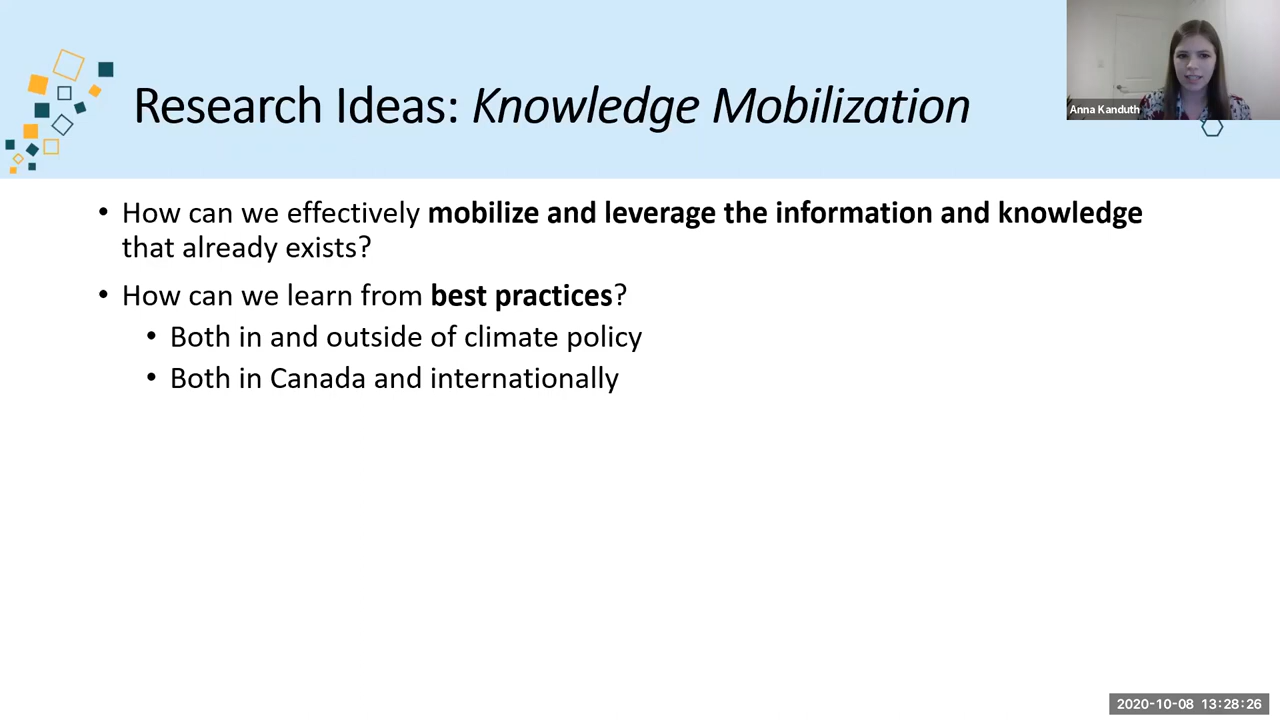 Research Ideas: Knowledge Mobilization
Anna Kanduth
• How can we effectively mobilize and leverage the information and knowledge
that already exists?
• How can we learn from best practices?
• Both in and outside of climate policy
• Both in Canada and internationally
2020-10-08 13:28:26